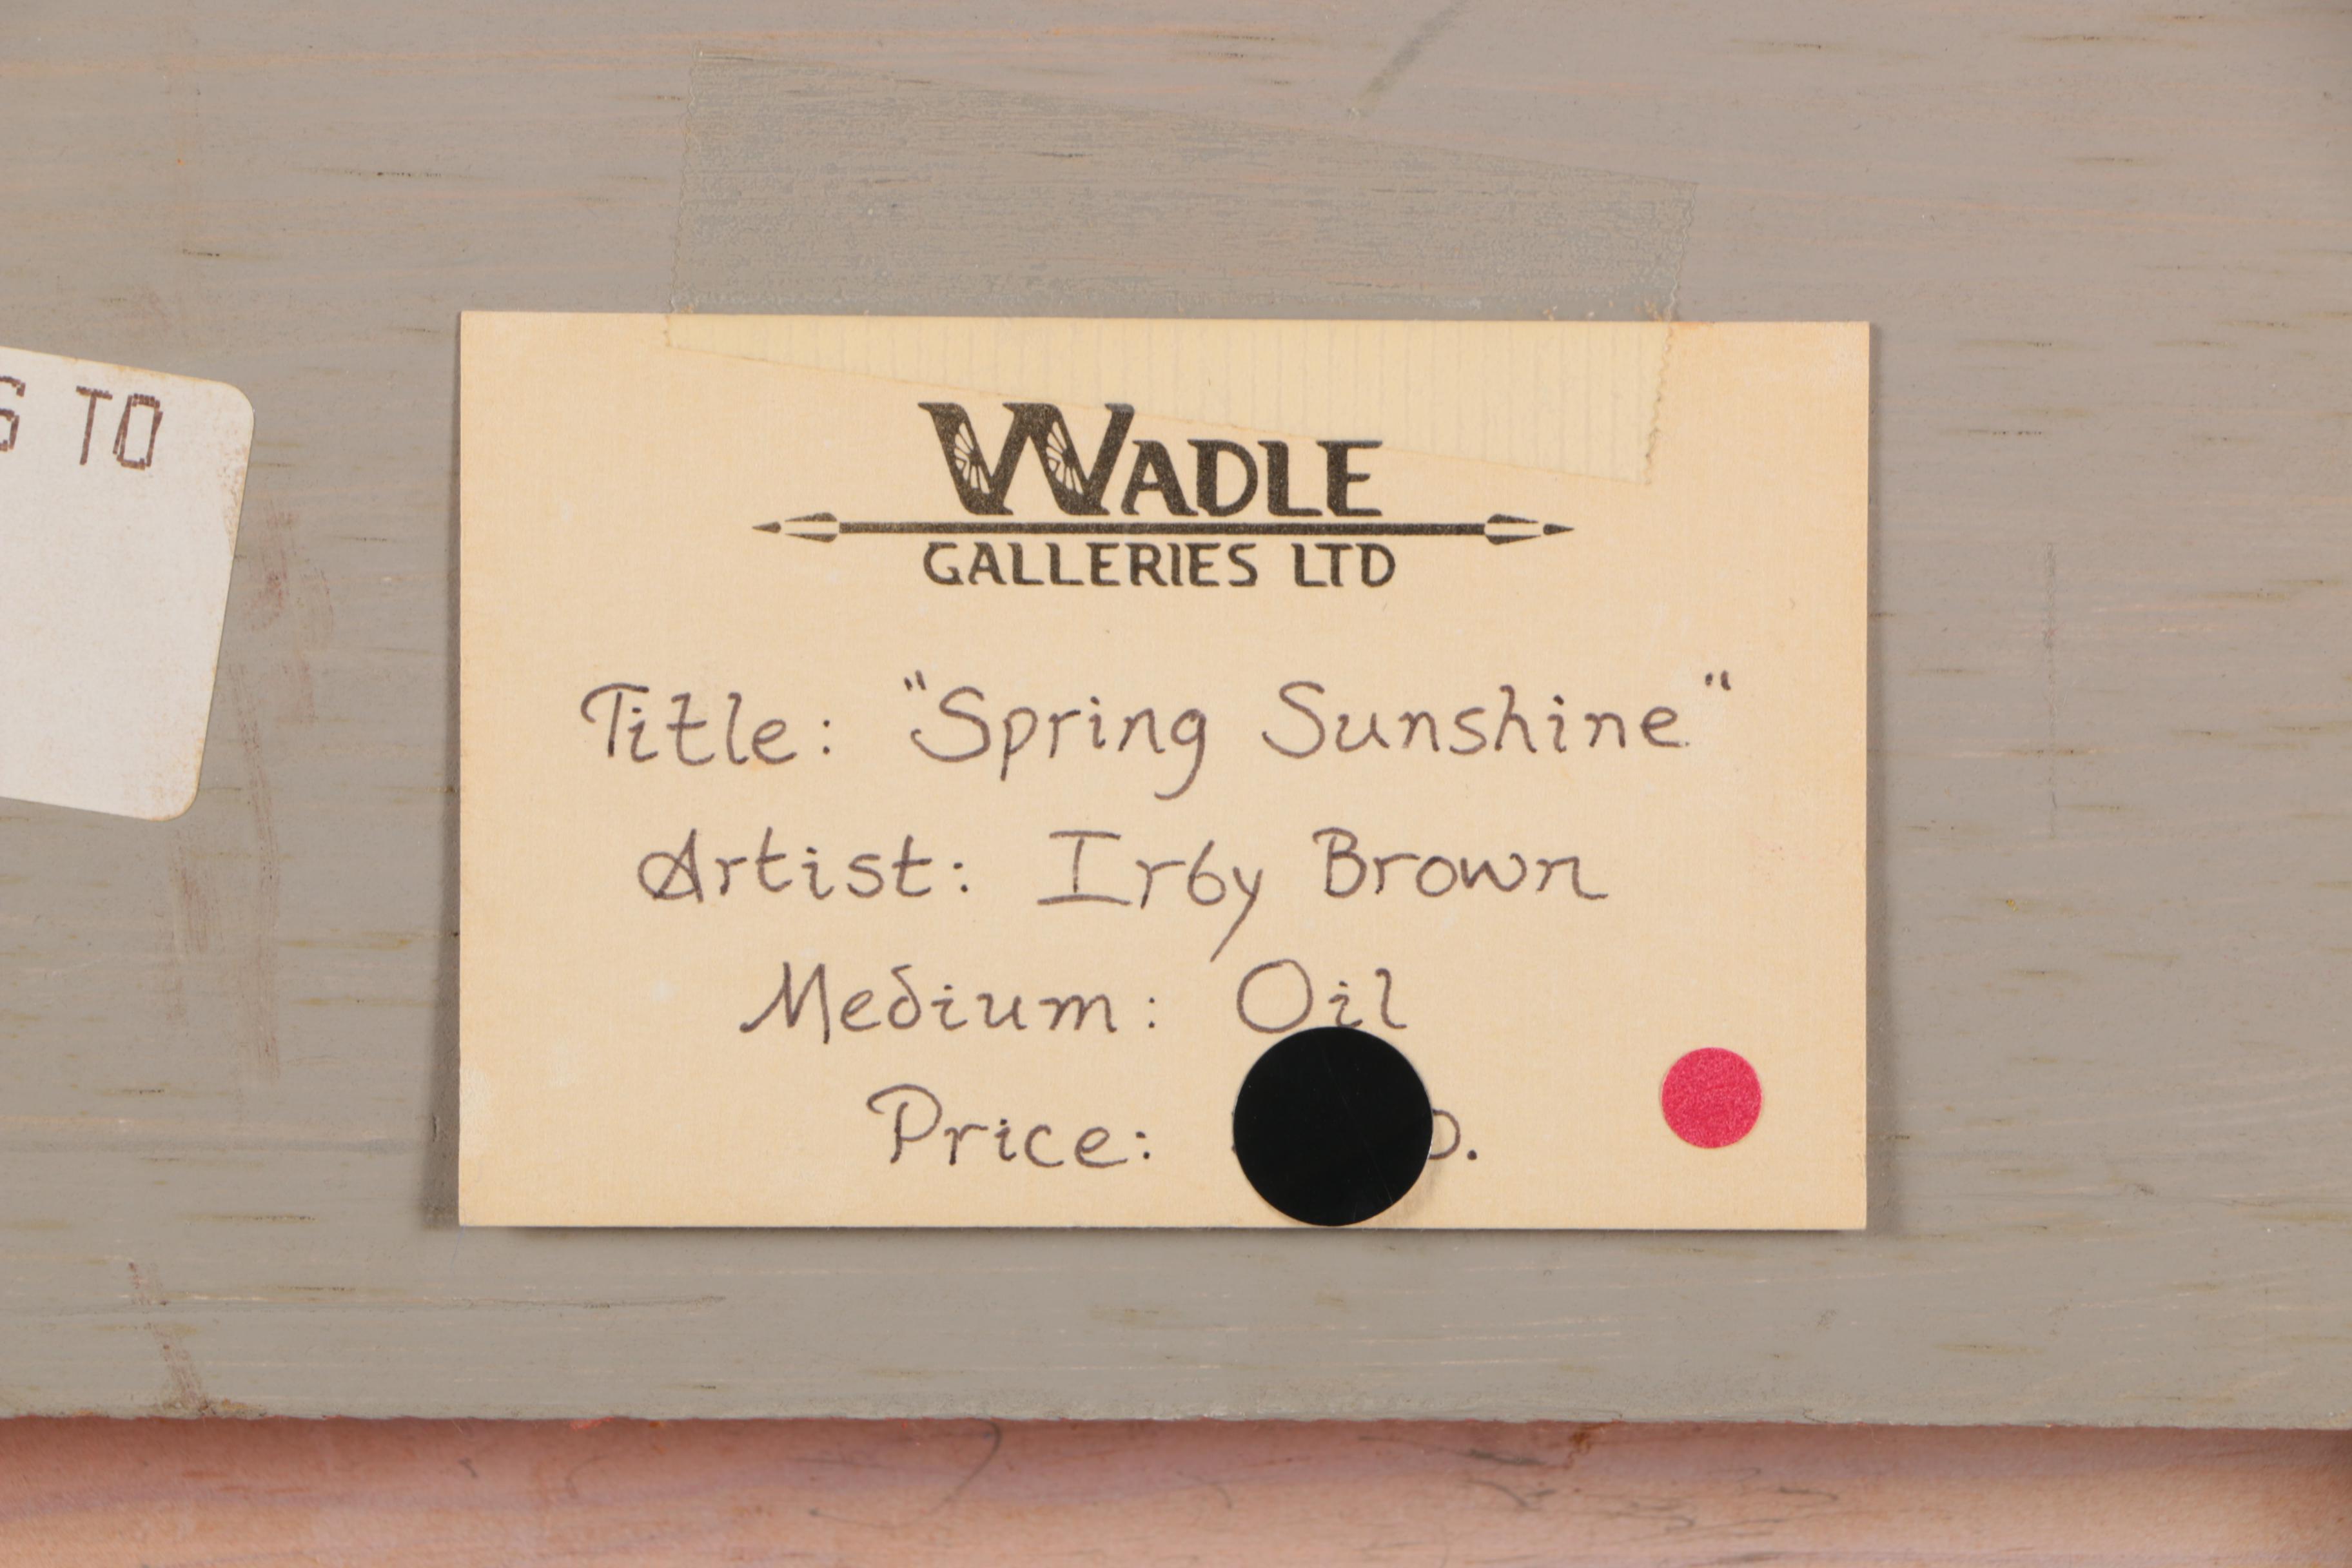 TO
WADLE
GALLERIES LTD
Title: "Spring Sunshine"
Artist: Irby Brown
Medium: Oil
Price: